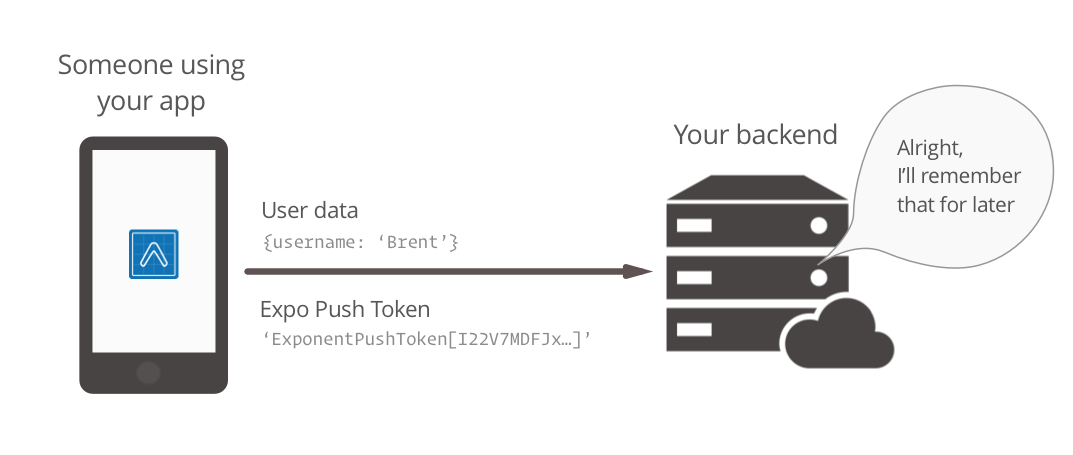 Someone using
your app
Your backend
Alright,
I'll remember
that for later
User data
{username: ‘Brent’}
Expo Push Token
‘ExponentPushToken[I22V7MDFJx…]’